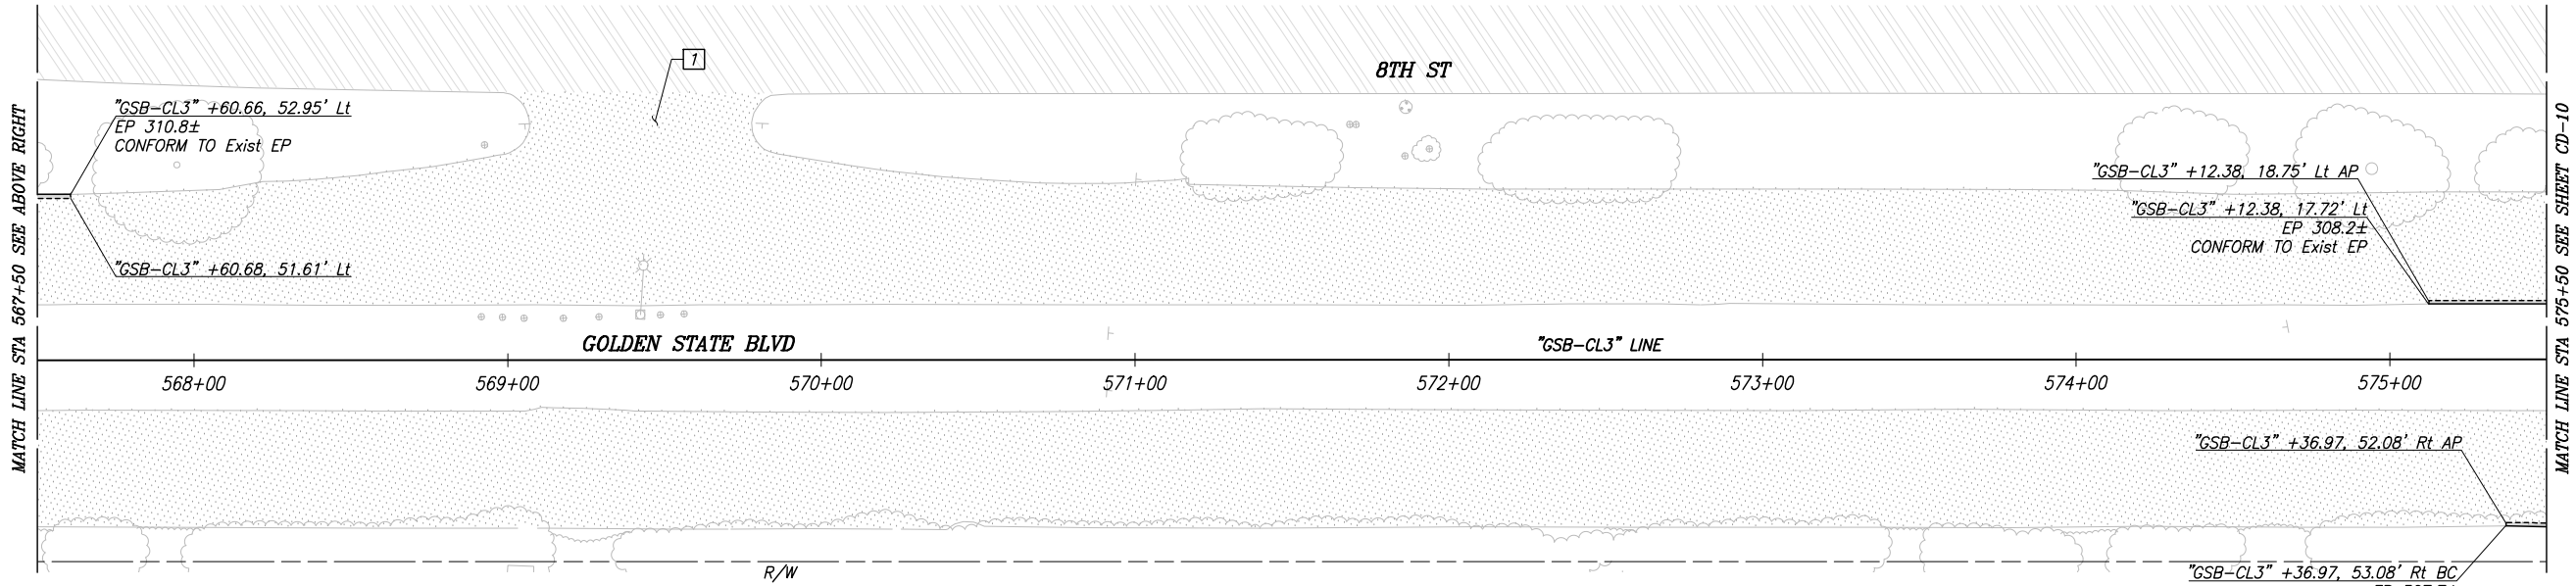 1
8TH ST
"GSB-CL3" +60.66, 52.95' Lt
EP 310.8±
CONFORM TO Exist EP
"GSB-CL3" +60.68, 51.61' Lt
"GSB-CL3" +12.38, 18.75' Lt AP
"GSB-CL3" +12.38, 17.72' Lt
EP 308.2±
CONFORM TO Exist EP
MATCH LINE STA 567+50 SEE ABOVE RIGHT
MATCH LINE STA 575+50 SEE SHEET CD-10
GOLDEN STATE BLVD
"GSB-CL3" LINE
568+00
569+00
570+00
571+00
572+00
573+00
574+00
575+00
"GSB-CL3" +36.97, 52.08' Rt AP
R/W
"GSB-CL3" +36.97, 53.08' Rt BC